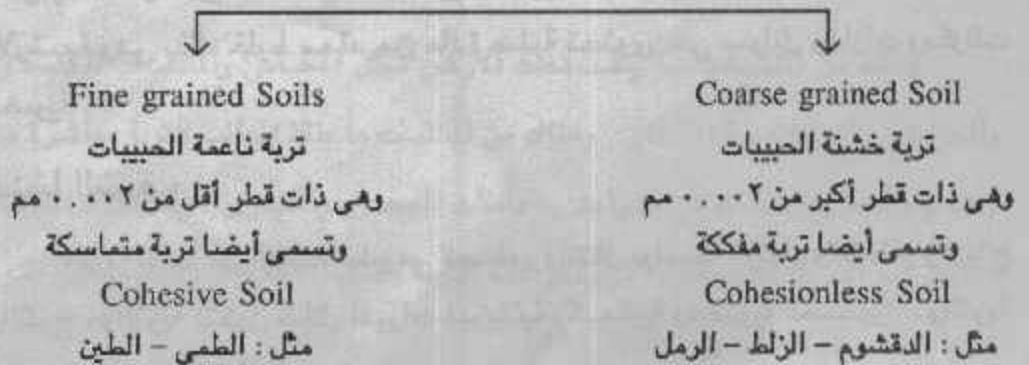 Fine grained Soils
تربة ناعمة الحبيبات
وهى ذات قطر أقل من ٠.٠٠٢ مم
وتسمى أيضا تربة متماسكة
Cohesive Soil
مثل : الطمى – الطين
Coarse grained Soil
تربة خشنة الحبيبات
وهى ذات قطر أكبر من ٠.٠٠٢ مم
وتسمى أيضا تربة مفككة
Cohesionless Soil
مثل : الدقشوم – الزلط – الرمل